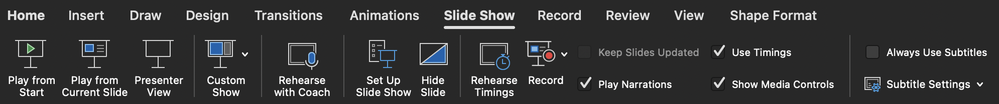 Home Insert Draw Design Transitions Animations Slide Show Record Review View Shape Format
Play from
Start
Play from
Current Slide
Presenter
View
Custom
Show
Rehearse
with Coach
Set Up
Slide Show
Hide
Slide
Rehearse
Timings
Record
Keep Slides Updated
Play Narrations
Use Timings
Show Media Controls
Always Use Subtitles
Subtitle Settings